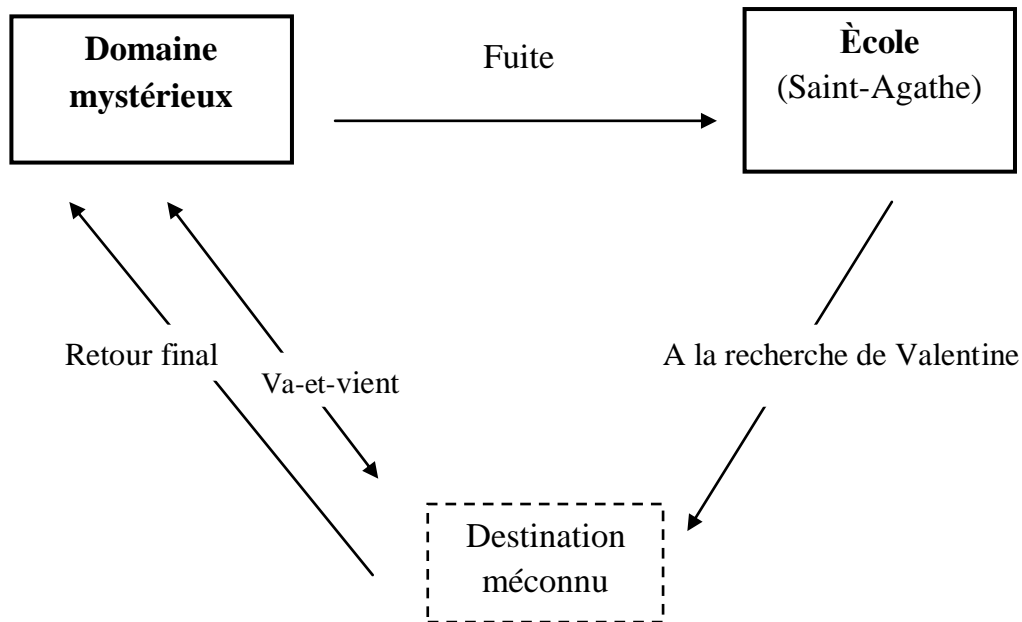 Domaine
mystérieux
Fuite
Ècole
(Saint-Agathe)
Retour final
Va-et-vient
A la recherche de Valentine
Destination
méconnu